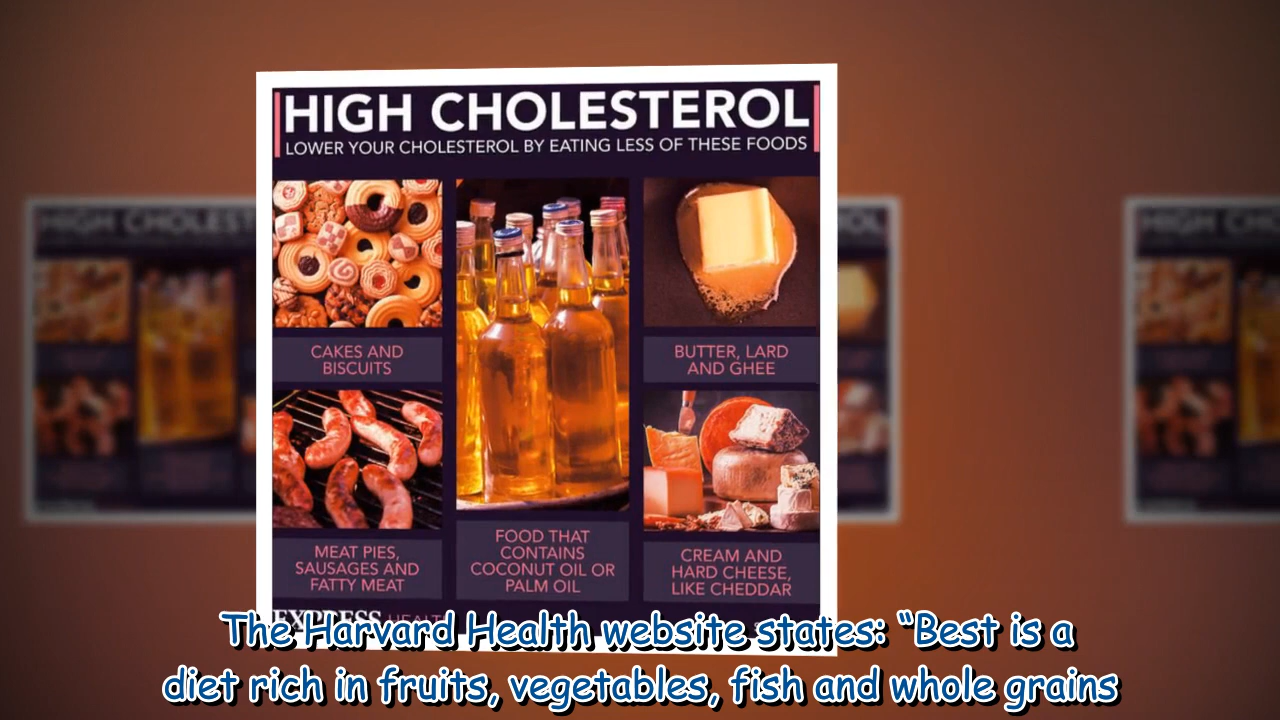 HIGH CHOLESTEROL
LOWER YOUR CHOLESTEROL BY EATING LESS OF THESE FOODS
CAKES AND
BISCUITS
BUTTER, LARD
AND GHEE
MEAT PIES,
SAUSAGES AND
FATTY MEAT
FOOD THAT
CONTAINS
COCONUT OIL OR
PALM OIL
CREAM AND
HARD CHEESE,
LIKE CHEDDAR
EXPRESS HEALTH
The Harvard Health website states: “Best is a
diet rich in fruits, vegetables, fish and whole grains